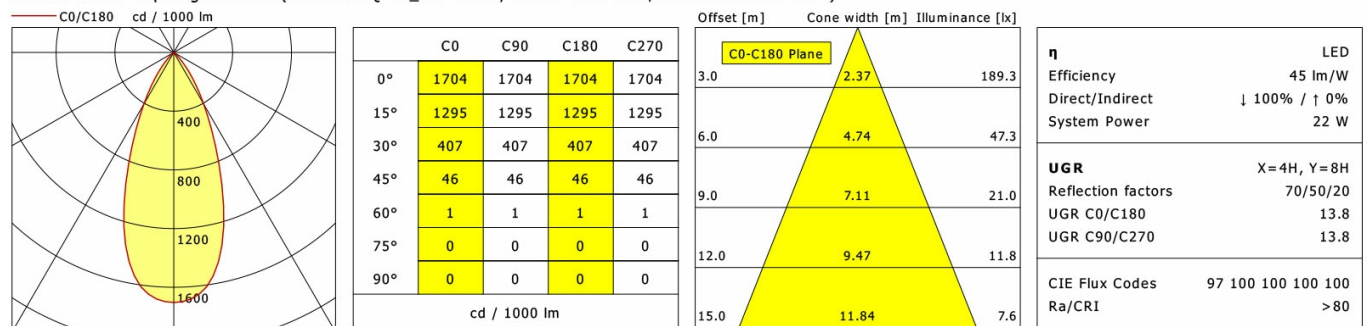 C0/C180 cd / 1000 lm
400
800
1200
1600
C0 C90 C180 C270
0° 1704 1704 1704 1704
15° 1295 1295 1295 1295
30° 407 407 407 407
45° 46 46 46 46
60° 1 1 1 1
75° 0 0 0 0
90° 0 0 0 0
cd / 1000 lm
Offset [m] Cone width [m] Illuminance [lx]
C0-C180 Plane
3.0 2.37 189.3
6.0 4.74 47.3
9.0 7.11 21.0
12.0 9.47 11.8
15.0 11.84 7.6
η LED
Efficiency 45 lm/W
Direct/Indirect ↓ 100% / ↑ 0%
System Power 22 W
UGR X=4H, Y=8H
Reflection factors 70/50/20
UGR C0/C180 13.8
UGR C90/C270 13.8
CIE Flux Codes 97 100 100 100 100
Ra/CRI >80